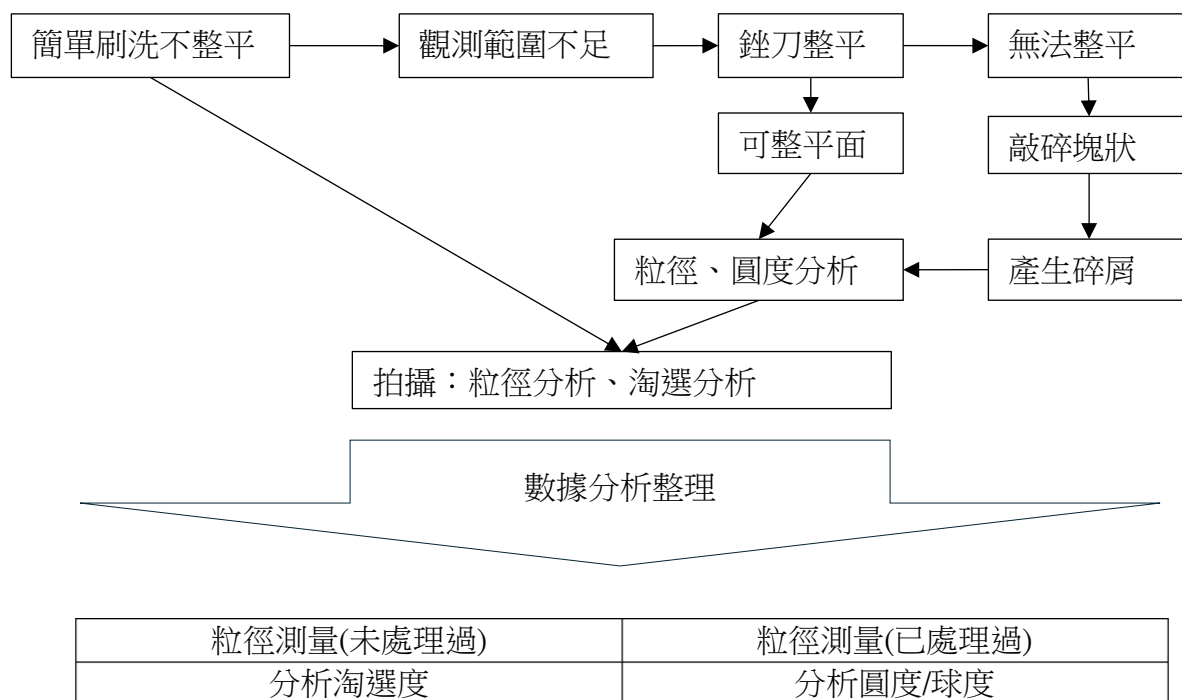 簡單刷洗不整平
觀測範圍不足
銼刀整平
無法整平
可整平面
敲碎塊狀
粒徑、圓度分析
產生碎屑
拍攝：粒徑分析、淘選分析
數據分析整理
粒徑測量(未處理過)
粒徑測量(已處理過)
分析淘選度
分析圓度/球度